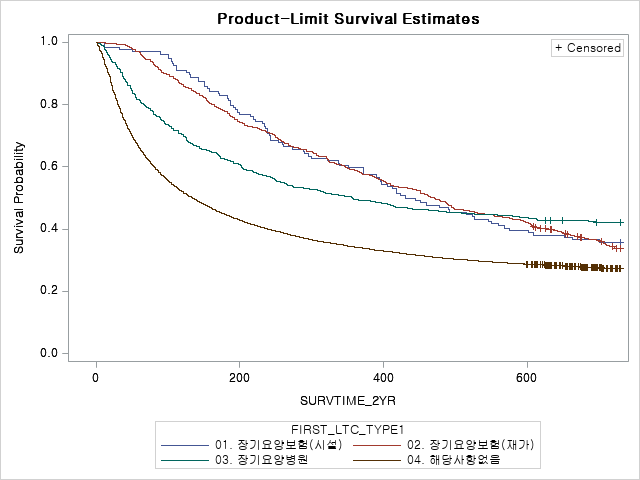 Product-Limit Survival Estimates
+ Censored
1.0
0.8
0.6
0.4
0.2
0.0
Survival Probability
0 200 400 600
SURVTIME_2YR
FIRST_LTC_TYPE1
01. 장기요양보험(시설) 02. 장기요양보험(재가)
03. 장기요양병원 04. 해당사항없음